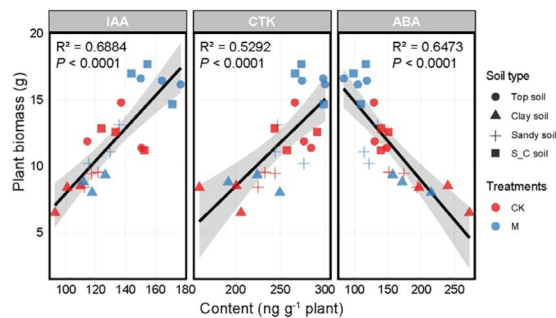 IAA CTK ABA
R² = 0.6884 R² = 0.5292 R² = 0.6473
P < 0.0001 P < 0.0001 P < 0.0001
Plant biomass (g)
20
15
10
5
100 120 140 160 180 200 250 300 100 150 200 250
Content (ng g⁻¹ plant)
Soil type
Top soil
Clay soil
Sandy soil
S_C soil
Treatments
CK
M